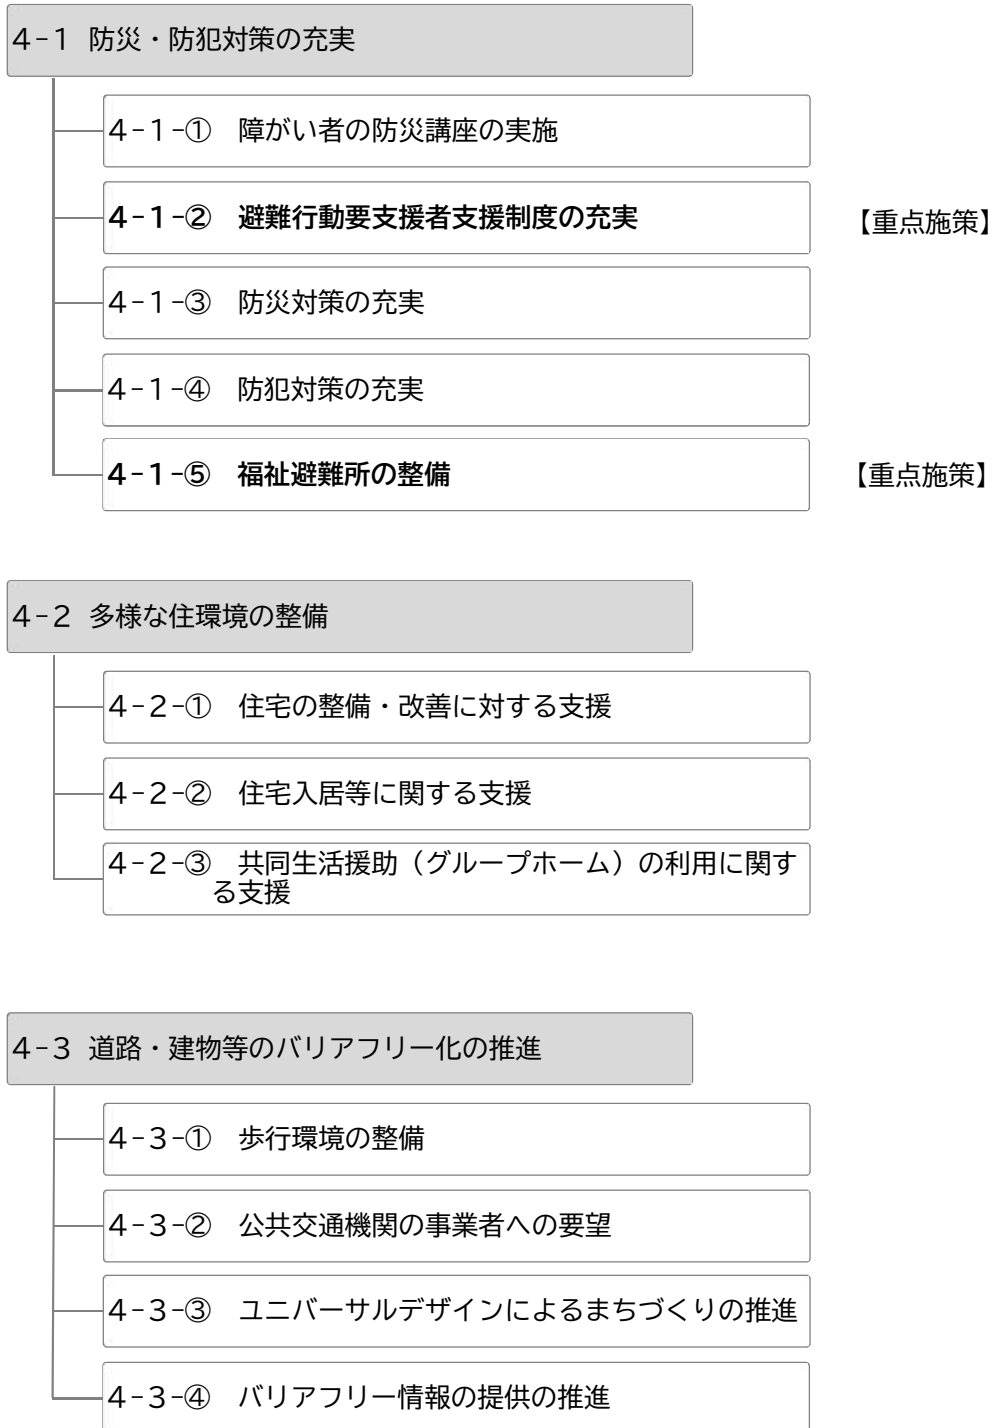 ４-１ 防災・防犯対策の充実
４-１-① 障がい者の防災講座の実施
４-１-② 避難行動要支援者支援制度の充実 【重点施策】
４-１-③ 防災対策の充実
４-１-④ 防犯対策の充実
４-１-⑤ 福祉避難所の整備 【重点施策】
４-２ 多様な住環境の整備
４-２-① 住宅の整備・改善に対する支援
４-２-② 住宅入居等に関する支援
４-２-③ 共同生活援助（グループホーム）の利用に関す
る支援
４-３ 道路・建物等のバリアフリー化の推進
４-３-① 歩行環境の整備
４-３-② 公共交通機関の事業者への要望
４-３-③ ユニバーサルデザインによるまちづくりの推進
４-３-④ バリアフリー情報の提供の推進